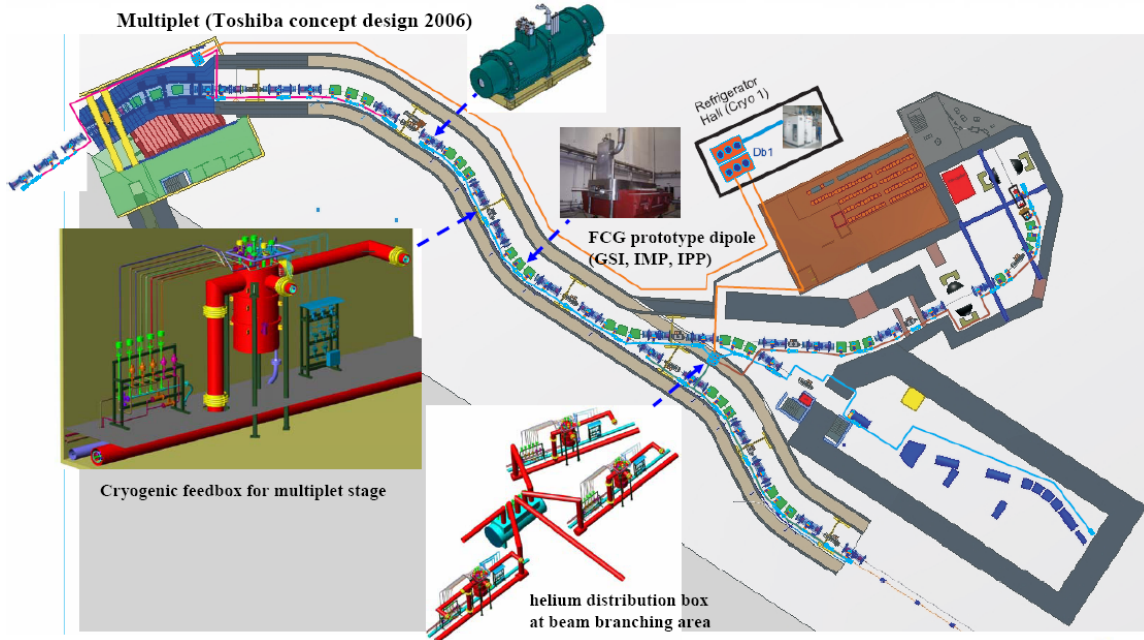 Multiplet (Toshiba concept design 2006)
Refrigerator
Hall (Cryo 1)
Db1
FCG prototype dipole
(GSI, IMP, IPP)
Cryogenic feedbox for multiplet stage
helium distribution box
at beam branching area